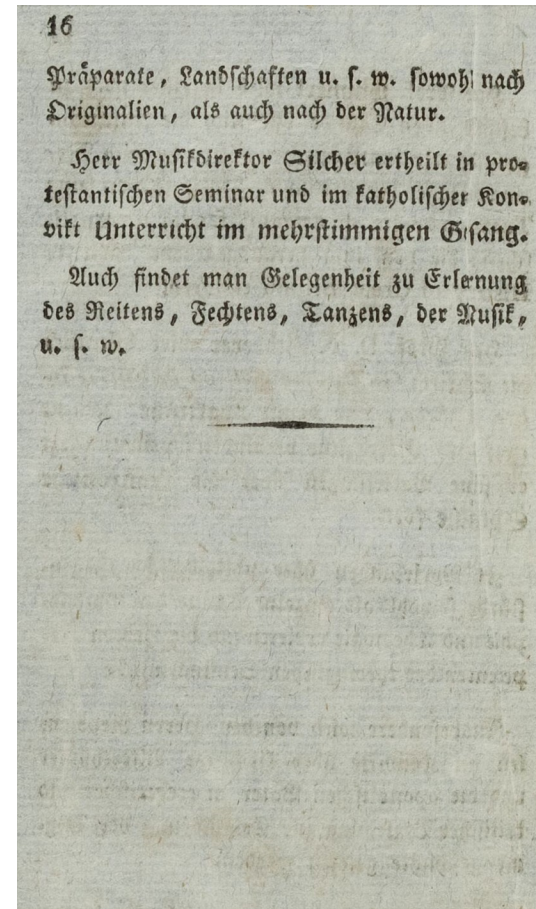 16
Präparate, Landschaften u. s. w. sowohl nach
Originalien, als auch nach der Natur.
Herr Musikdirektor Silcher ertheilt in pro-
testantischen Seminar und im katholischer Kon-
vikt Unterricht im mehrstimmigen Gesang.
Auch findet man Gelegenheit zu Erlernung
des Reitens, Fechtens, Tanzens, der Musik,
u. s. w.